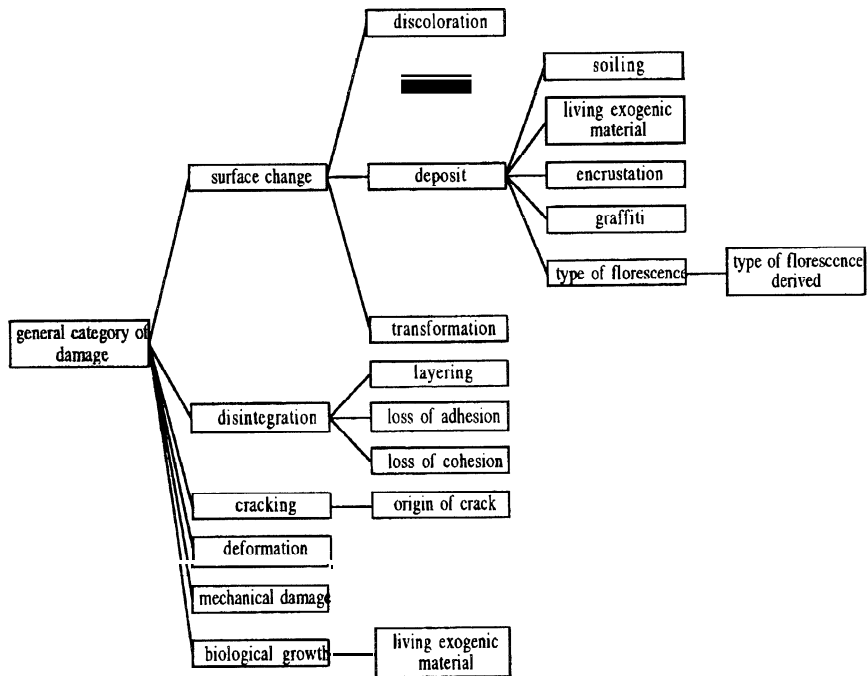 discoloration
soiling
living exogenic
material
surface change
deposit
encrustation
graffiti
type of florescence
type of florescence
derived
general category of
damage
transformation
layering
disintegration
loss of adhesion
loss of cohesion
cracking
origin of crack
deformation
mechanical damage
biological growth
living exogenic
material